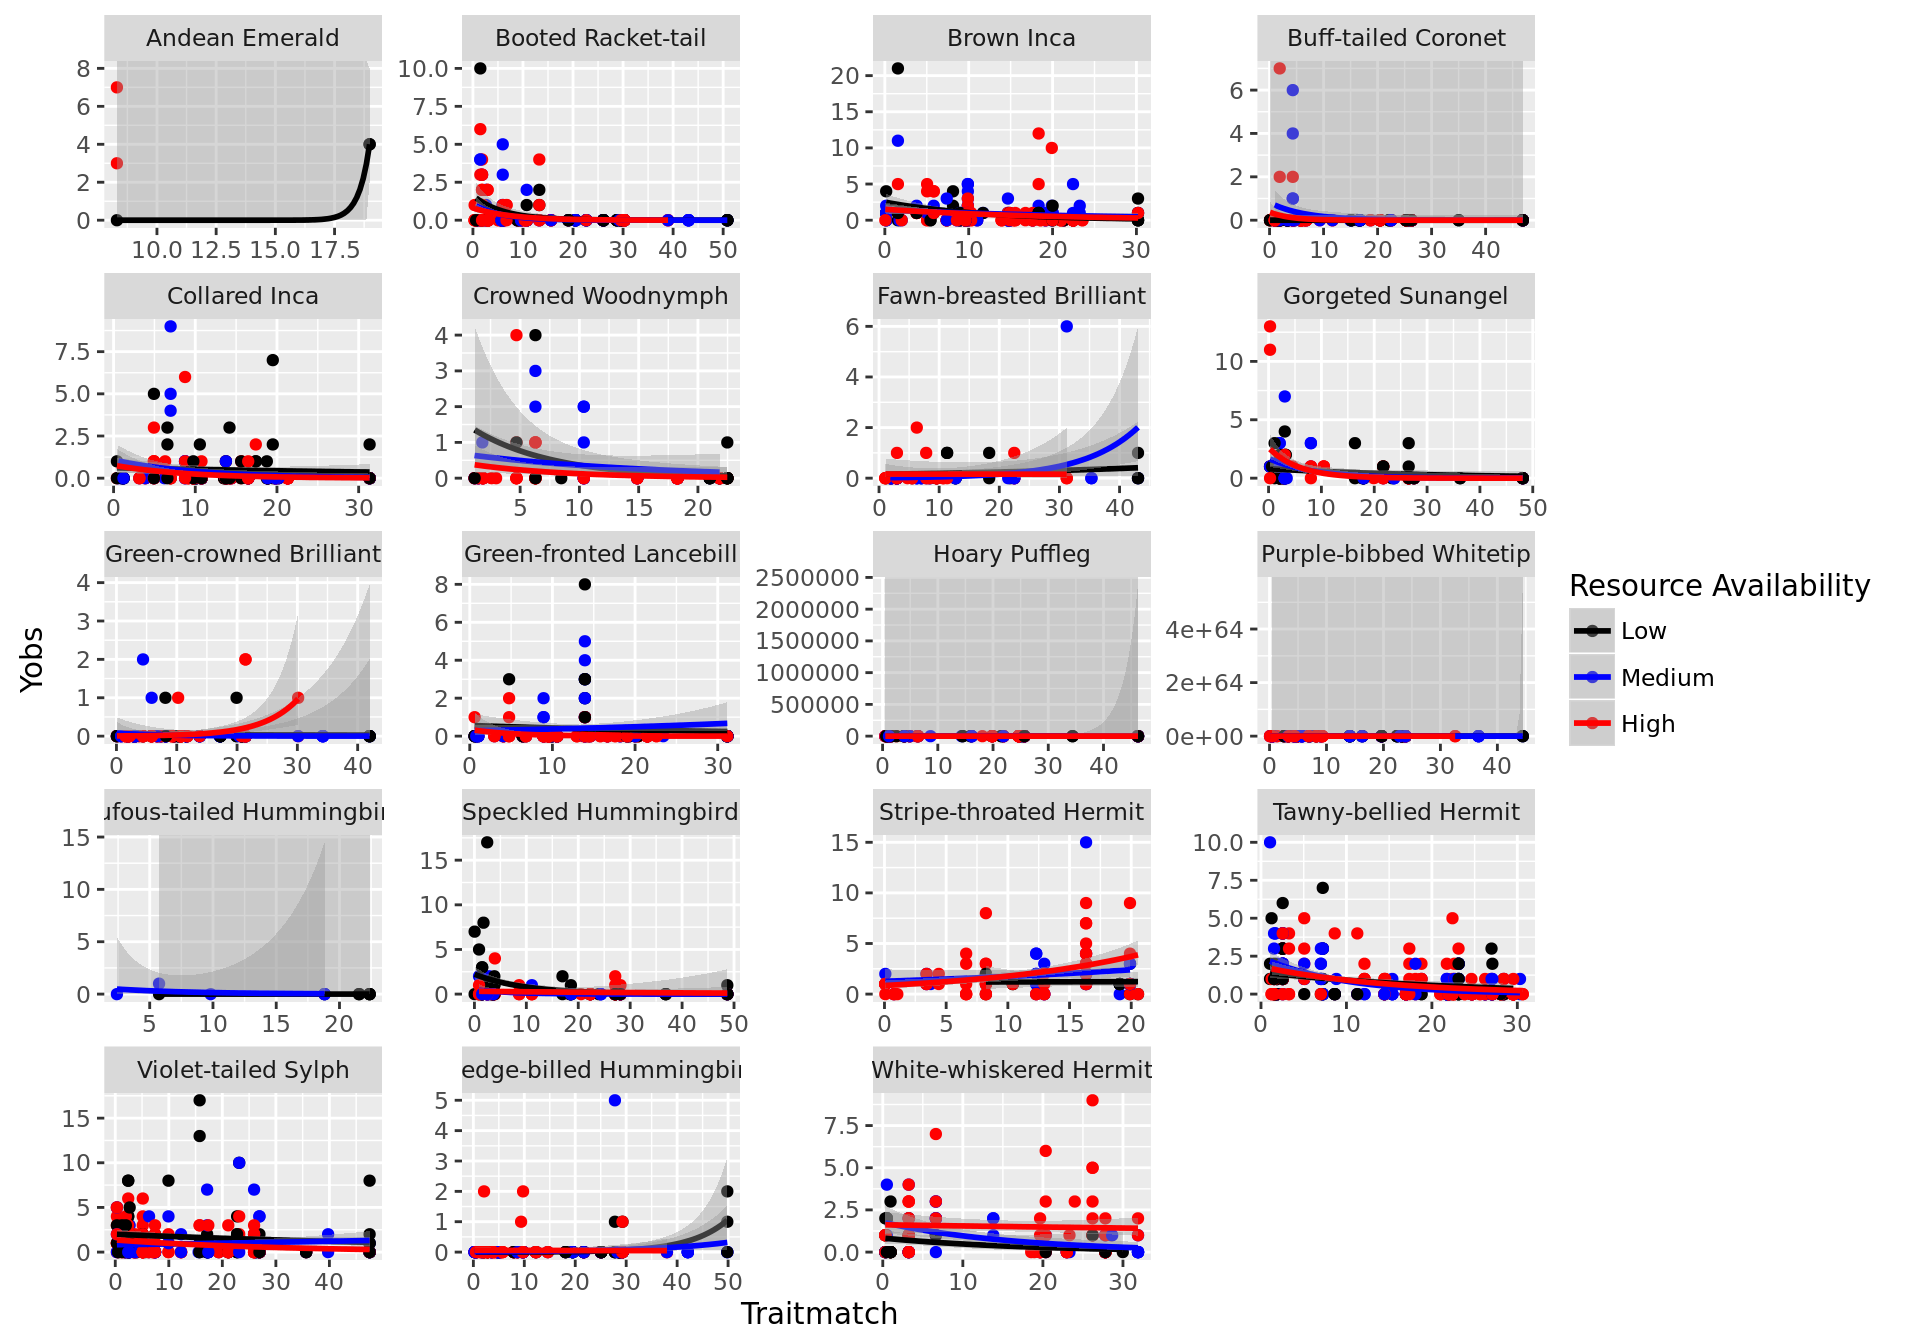 Andean Emerald Booted Racket-tail Brown Inca Buff-tailed Coronet
8 6 4 2 0
10.0 12.5 15.0 17.5
10.0 7.5 5.0 2.5 0.0
0 10 20 30 40 50
20 15 10 5 0
0 10 20 30
6 4 2 0
0 10 20 30 40
Collared Inca Crowned Woodnymph Fawn-breasted Brilliant Gorgeted Sunangel
7.5 5.0 2.5 0.0
0 10 20 30
4 3 2 1 0
5 10 15 20
6 4 2 0
0 10 20 30 40
10 5 0
0 10 20 30 40 50
Green-crowned Brilliant Green-fronted Lancebill Hoary Puffleg Purple-bibbed Whitetip
4 3 2 1 0
0 10 20 30 40
8 6 4 2 0
0 10 20 30
2500000 2000000 1500000 1000000 500000 0
0 10 20 30 40
4e+64 2e+64 0e+00
0 10 20 30 40
ufous-tailed Hummingbir Speckled Hummingbird Stripe-throated Hermit Tawny-bellied Hermit
15 10 5 0
5 10 15 20
15 10 5 0
0 10 20 30 40 50
15 10 5 0
0 5 10 15 20
10.0 7.5 5.0 2.5 0.0
0 10 20 30
Violet-tailed Sylph edge-billed Hummingbir White-whiskered Hermit
15 10 5 0
0 10 20 30 40
5 4 3 2 1 0
0 10 20 30 40 50
7.5 5.0 2.5 0.0
0 10 20 30
Traitmatch
Yobs
Resource Availability
Low
Medium
High